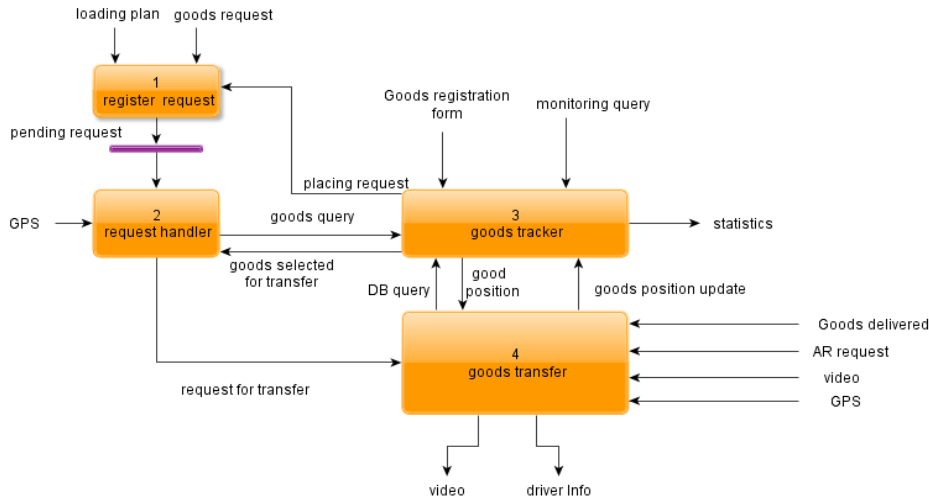 loading plan
goods request
1
register request
pending request
Goods registration
form
monitoring query
placing request
GPS
2
request handler
goods query
3
goods tracker
statistics
goods selected
for transfer
DB query
good
position
goods position update
4
goods transfer
Goods delivered
AR request
video
GPS
request for transfer
video
driver Info